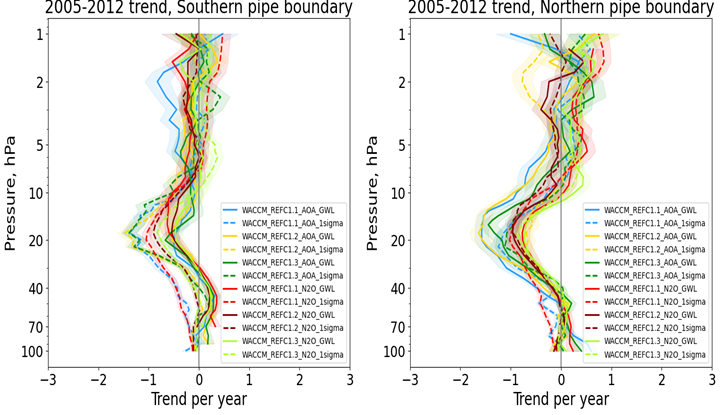 2005-2012 trend, Southern pipe boundary
1
2
5
10
20
40
70
100
Pressure, hPa
WACCM_REFC1.1_AOA_GWL
WACCM_REFC1.1_AOA_1sigma
WACCM_REFC1.2_AOA_GWL
WACCM_REFC1.2_AOA_1sigma
WACCM_REFC1.3_AOA_GWL
WACCM_REFC1.3_AOA_1sigma
WACCM_REFC1.1_N2O_GWL
WACCM_REFC1.1_N2O_1sigma
WACCM_REFC1.2_N2O_GWL
WACCM_REFC1.2_N2O_1sigma
WACCM_REFC1.3_N2O_GWL
WACCM_REFC1.3_N2O_1sigma
−3 −2 −1 0 1 2 3
Trend per year
2005-2012 trend, Northern pipe boundary
1
2
5
10
20
40
70
100
Pressure, hPa
WACCM_REFC1.1_AOA_GWL
WACCM_REFC1.1_AOA_1sigma
WACCM_REFC1.2_AOA_GWL
WACCM_REFC1.2_AOA_1sigma
WACCM_REFC1.3_AOA_GWL
WACCM_REFC1.3_AOA_1sigma
WACCM_REFC1.1_N2O_GWL
WACCM_REFC1.1_N2O_1sigma
WACCM_REFC1.2_N2O_GWL
WACCM_REFC1.2_N2O_1sigma
WACCM_REFC1.3_N2O_GWL
WACCM_REFC1.3_N2O_1sigma
−3 −2 −1 0 1 2 3
Trend per year